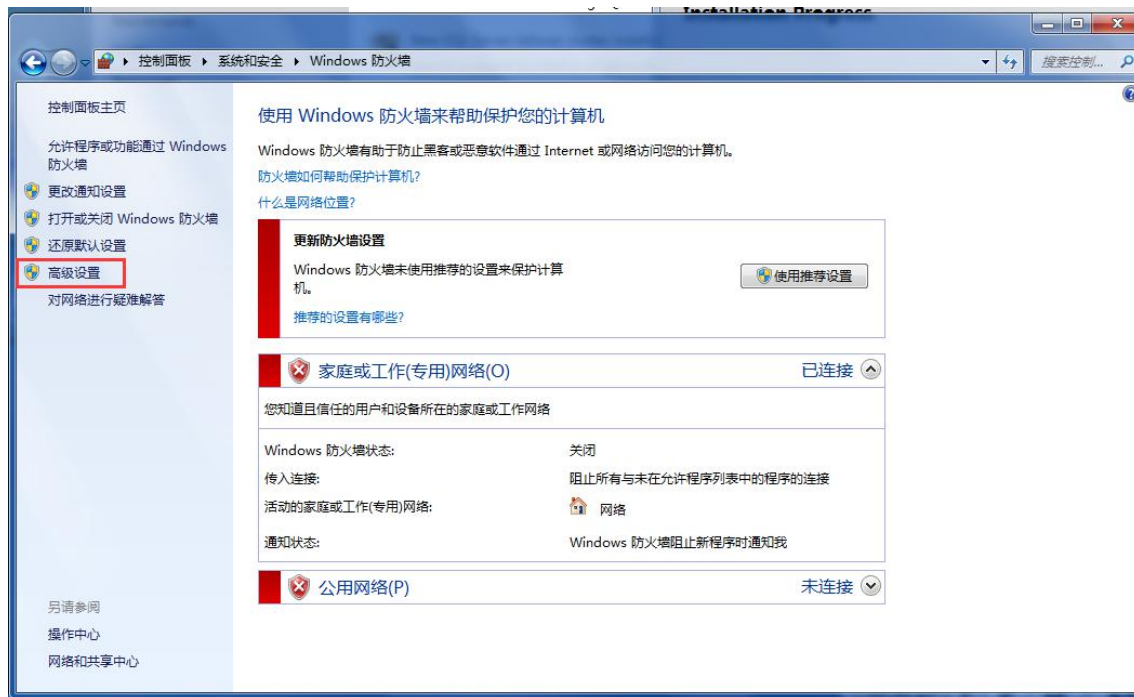 Installation Progress
控制面板 ▸ 系统和安全 ▸ Windows 防火墙
搜索控制...
控制面板主页
允许程序或功能通过 Windows
防火墙
更改通知设置
打开或关闭 Windows 防火墙
还原默认设置
高级设置
对网络进行疑难解答
另请参阅
操作中心
网络和共享中心
使用 Windows 防火墙来帮助保护您的计算机
Windows 防火墙有助于防止黑客或恶意软件通过 Internet 或网络访问您的计算机。
防火墙如何帮助保护计算机?
什么是网络位置?
更新防火墙设置
Windows 防火墙未使用推荐的设置来保护计算
机。
使用推荐设置
推荐的设置有哪些?
家庭或工作(专用)网络(O) 已连接
您知道且信任的用户和设备所在的家庭或工作网络
Windows 防火墙状态: 关闭
传入连接: 阻止所有与未在允许程序列表中的程序的连接
活动的家庭或工作(专用)网络: 网络
通知状态: Windows 防火墙阻止新程序时通知我
公用网络(P) 未连接